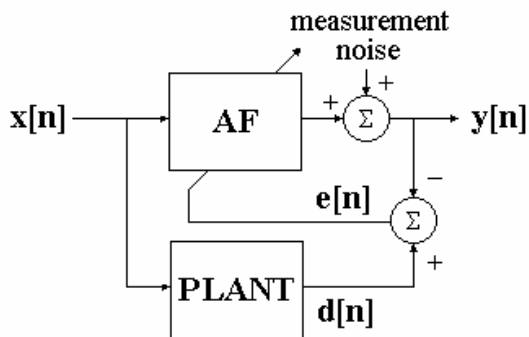 measurement
noise
+
x[n]
AF
+
Σ
y[n]
−
e[n]
Σ
+
PLANT
d[n]